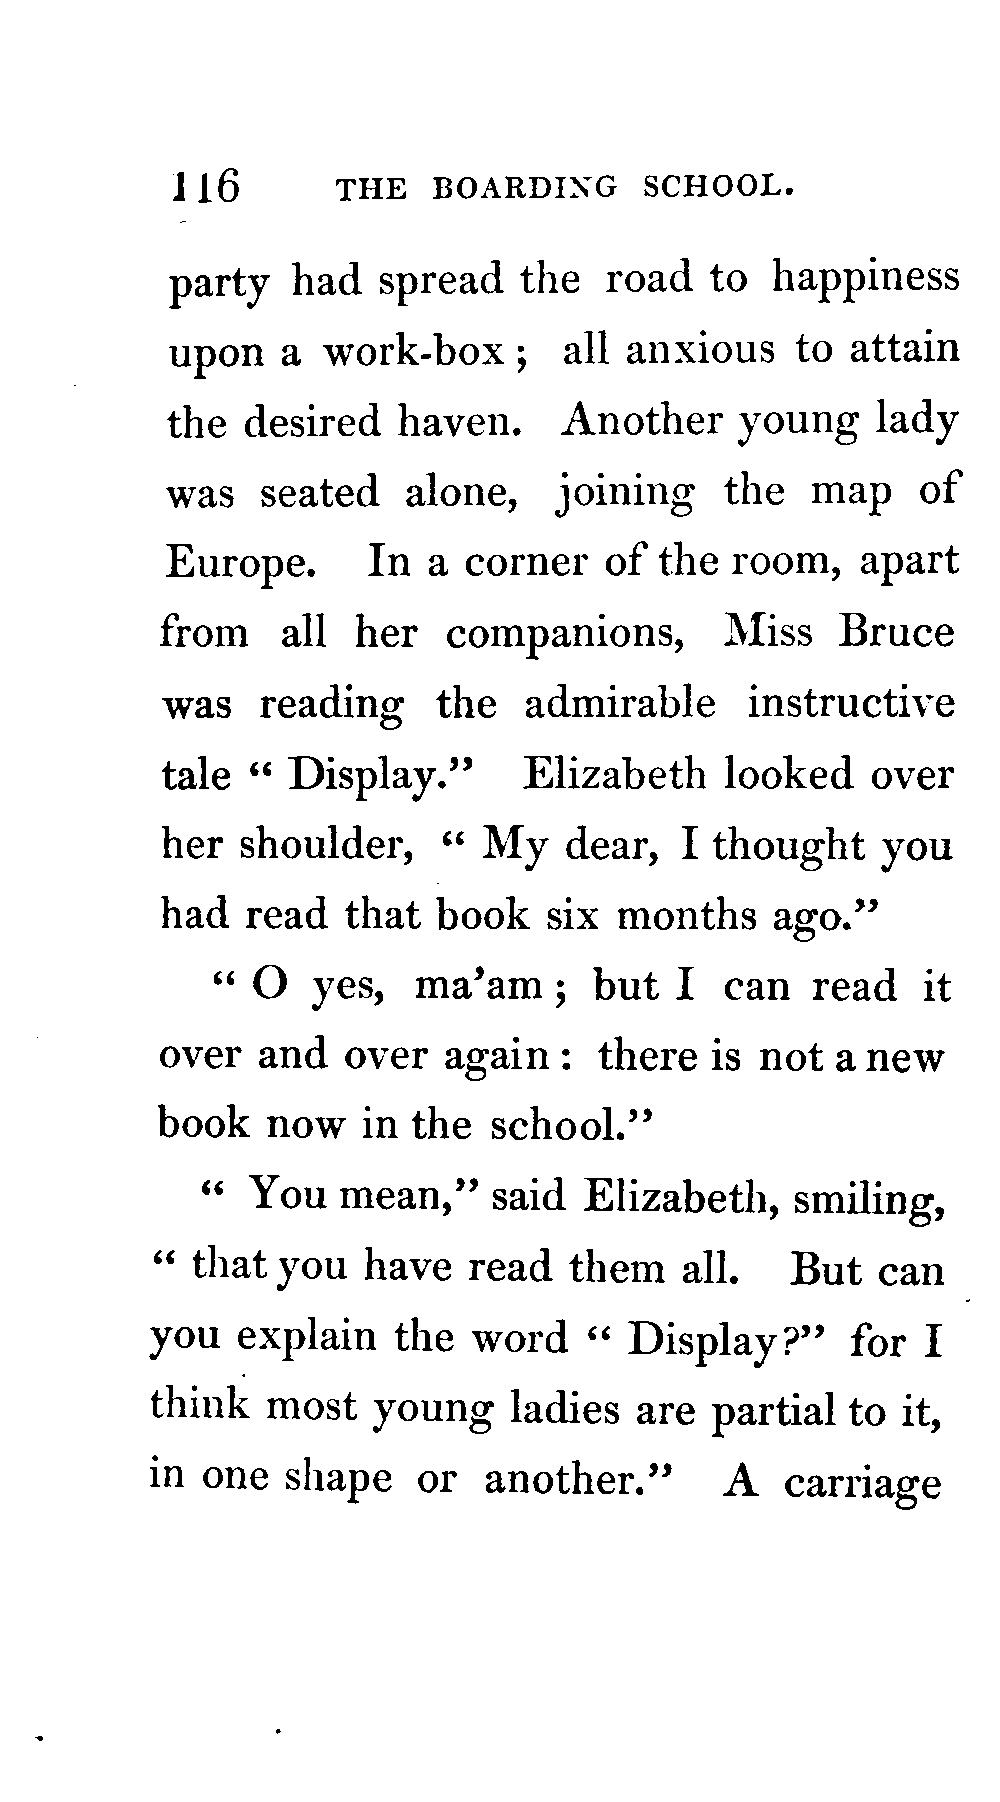 116 THE BOARDING SCHOOL.
party had spread the road to happiness
upon a work-box ; all anxious to attain
the desired haven. Another young lady
was seated alone, joining the map of
Europe. In a corner of the room, apart
from all her companions, Miss Bruce
was reading the admirable instructive
tale “ Display.” Elizabeth looked over
her shoulder, “ My dear, I thought you
had read that book six months ago.”
“ O yes, ma’am ; but I can read it
over and over again : there is not a new
book now in the school.”
“ You mean,” said Elizabeth, smiling,
“ that you have read them all. But can
you explain the word “ Display ?” for I
think most young ladies are partial to it,
in one shape or another.” A carriage